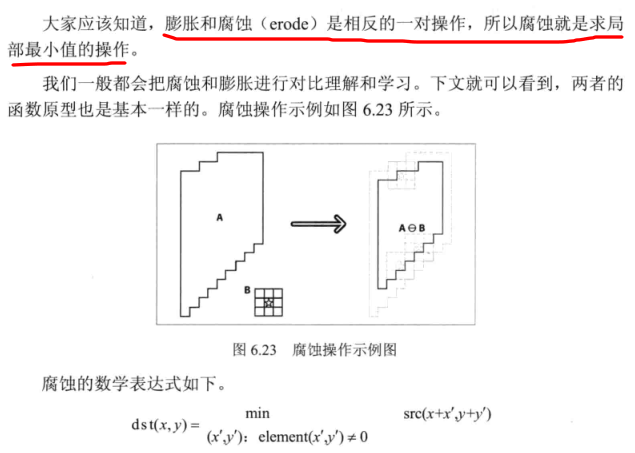 大家应该知道，膨胀和腐蚀（erode）是相反的一对操作，所以腐蚀就是求局
部最小值的操作。
我们一般都会把腐蚀和膨胀进行对比理解和学习。下文就可以看到，两者的
函数原型也是基本一样的。腐蚀操作示例如图 6.23 所示。
A
A⊖B
B
图 6.23 腐蚀操作示例图
腐蚀的数学表达式如下。
dst(x, y) = min src(x+x',y+y')
(x',y')：element(x',y') ≠ 0